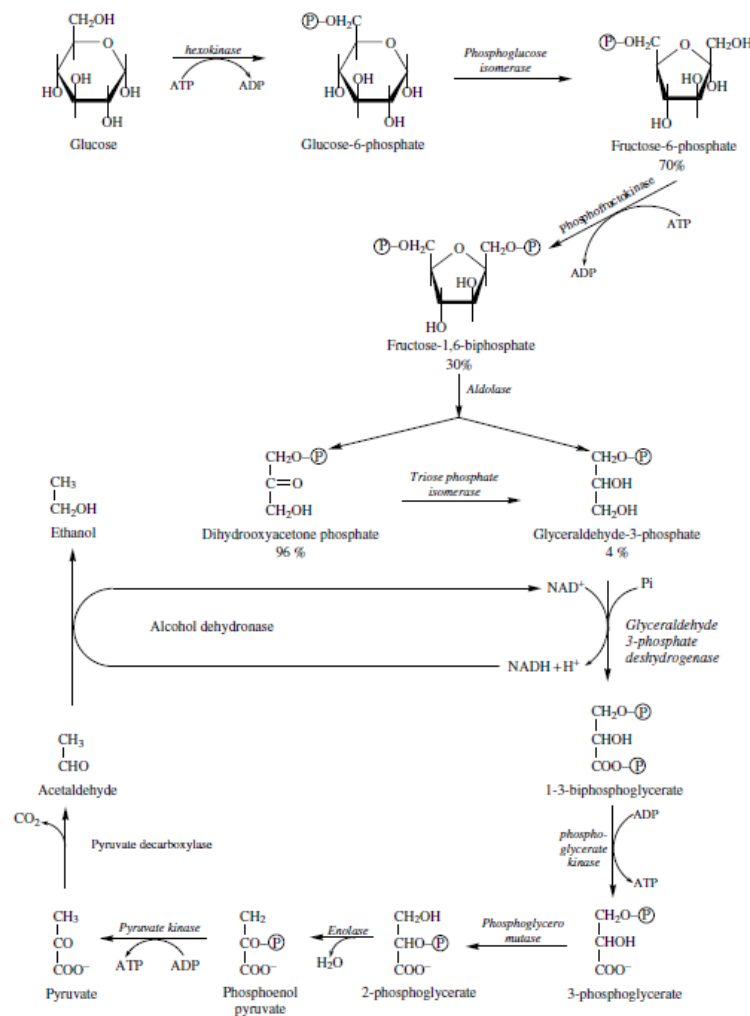 CH₂OH
O
OH
HO
OH
OH
Glucose
hexokinase
ATP
ADP
P–OH₂C
O
OH
HO
OH
OH
Glucose-6-phosphate
Phosphoglucose
isomerase
P–OH₂C
O
CH₂OH
HO
OH
HO
Fructose-6-phosphate
70%
Phosphofructokinase
ATP
ADP
P–OH₂C
O
CH₂O–P
HO
HO
Fructose-1,6-biphosphate
30%
Aldolase
CH₂O–P
C=O
CH₂OH
Dihydrooxyacetone phosphate
96 %
Triose phosphate
isomerase
CH₂O–P
CHOH
CH₂OH
Glyceraldehyde-3-phosphate
4 %
CH₃
CH₂OH
Ethanol
NAD⁺
Pi
Alcohol dehydronase
Glyceraldehyde
3-phosphate
deshydrogenase
NADH + H⁺
CH₂O–P
CHOH
COO–P
1-3-biphosphoglycerate
CH₃
CHO
Acetaldehyde
CO₂
Pyruvate decarboxylase
ADP
phospho-
glycerate
kinase
ATP
CH₃
CO
COO⁻
Pyruvate
Pyruvate kinase
ATP
ADP
CH₂
CO–P
COO⁻
Phosphoenol
pyruvate
Enolase
H₂O
CH₂OH
CHO–P
COO⁻
2-phosphoglycerate
Phosphoglycero
mutase
CH₂O–P
CHOH
COO⁻
3-phosphoglycerate